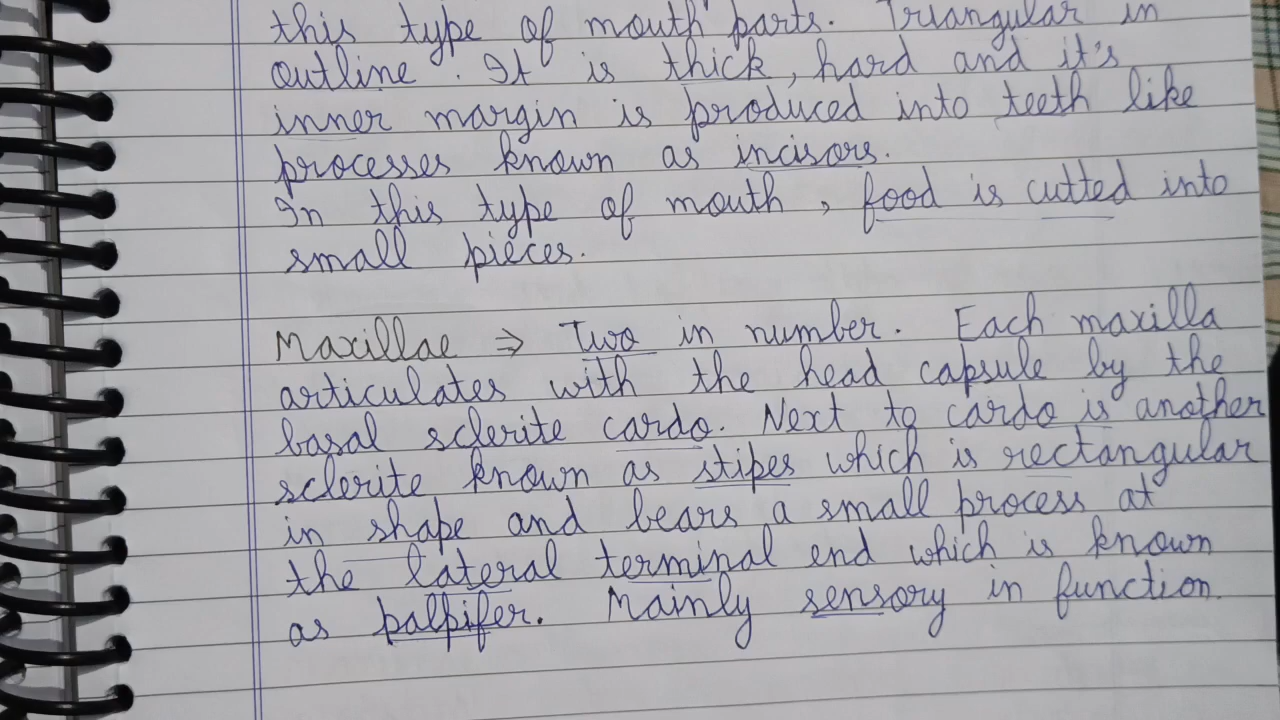 this type of mouth parts. Triangular in
outline. It is thick, hard and it's
inner margin is produced into teeth like
processes known as incisors.
In this type of mouth, food is cutted into
small pieces.
Maxillae ⇒ Two in number. Each maxilla
articulates with the head capsule by the
basal sclerite cardo. Next to cardo is another
sclerite known as stipes which is rectangular
in shape and bears a small process at
the lateral terminal end which is known
as palpifer. Mainly sensory in function.